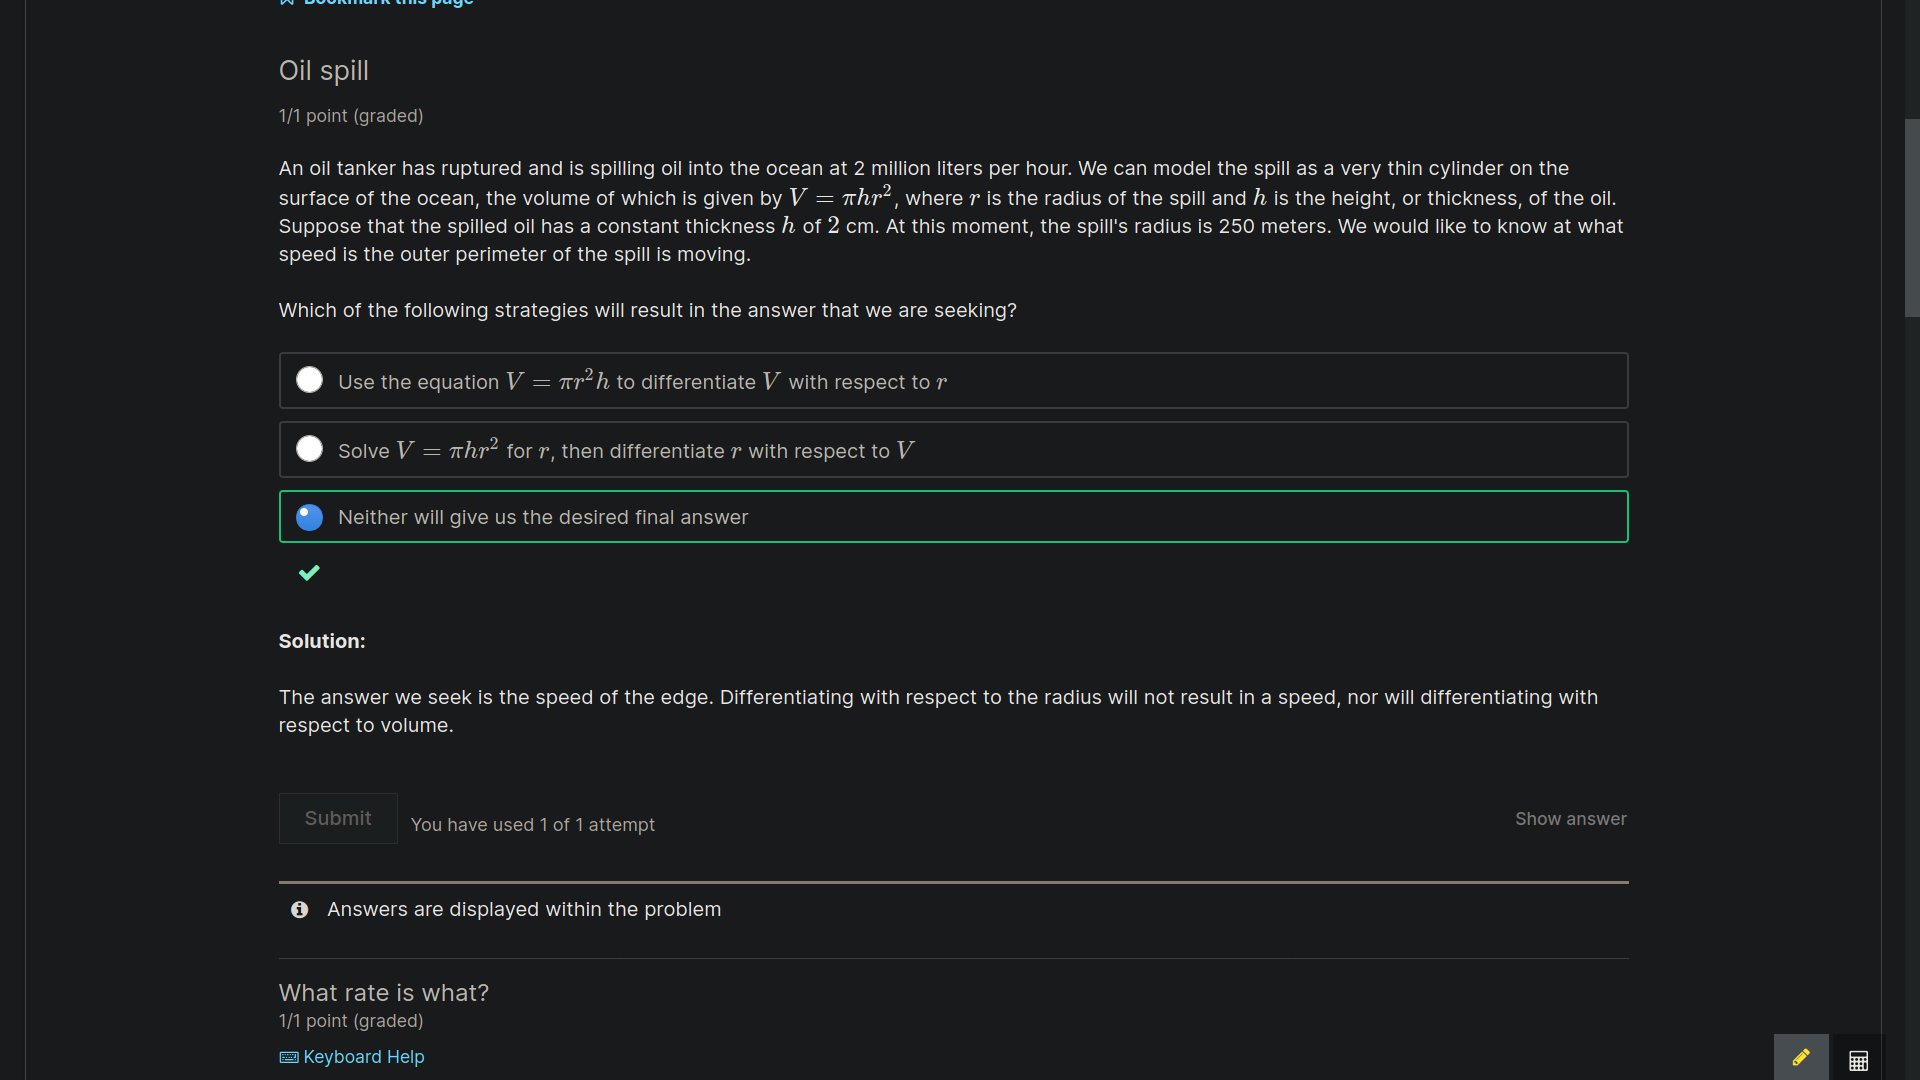 Bookmark this page
Oil spill
1/1 point (graded)
An oil tanker has ruptured and is spilling oil into the ocean at 2 million liters per hour. We can model the spill as a very thin cylinder on the
surface of the ocean, the volume of which is given by V = πhr², where r is the radius of the spill and h is the height, or thickness, of the oil.
Suppose that the spilled oil has a constant thickness h of 2 cm. At this moment, the spill's radius is 250 meters. We would like to know at what
speed is the outer perimeter of the spill is moving.
Which of the following strategies will result in the answer that we are seeking?
Use the equation V = πr²h to differentiate V with respect to r
Solve V = πhr² for r, then differentiate r with respect to V
Neither will give us the desired final answer
Solution:
The answer we seek is the speed of the edge. Differentiating with respect to the radius will not result in a speed, nor will differentiating with
respect to volume.
Submit
You have used 1 of 1 attempt
Show answer
Answers are displayed within the problem
What rate is what?
1/1 point (graded)
Keyboard Help